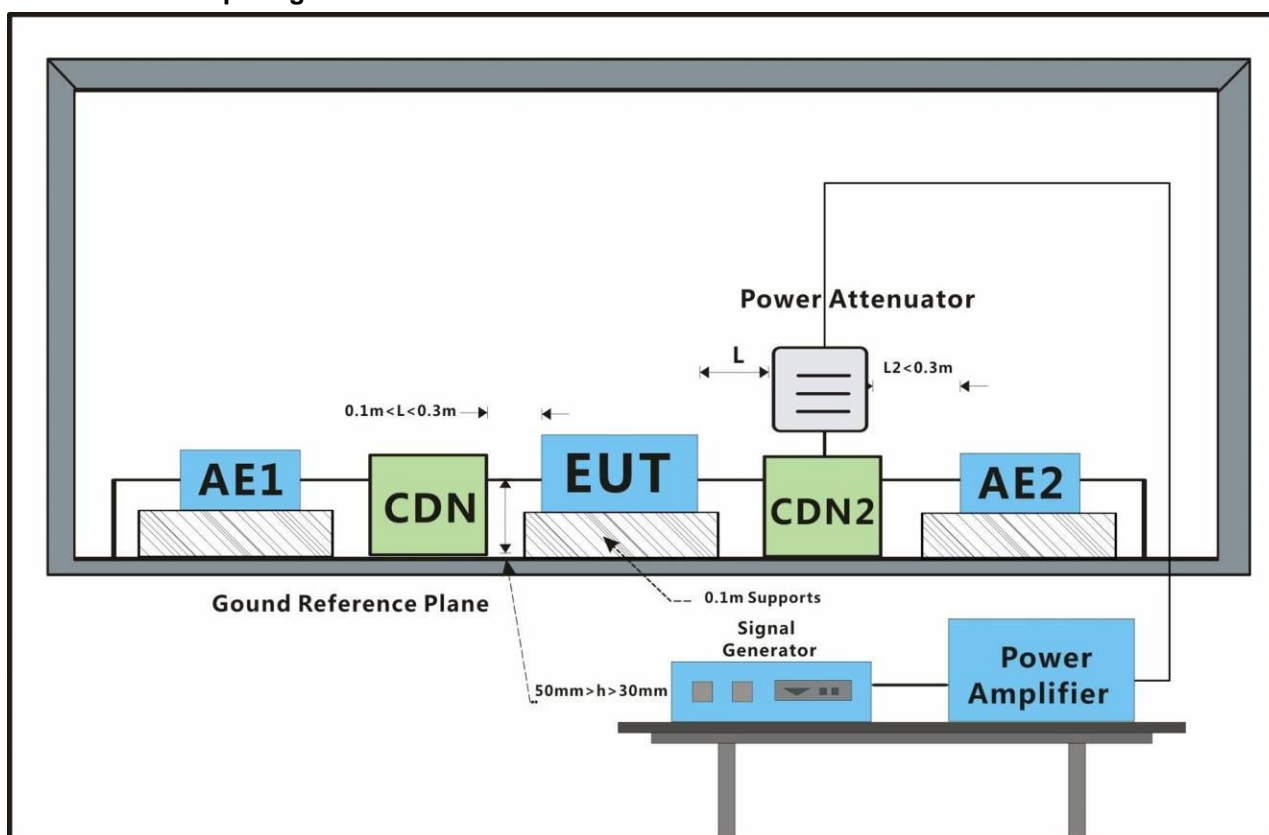 Power Attenuator
L
L2<0.3m
0.1m<L<0.3m
AE1
CDN
EUT
CDN2
AE2
Gound Reference Plane
0.1m Supports
Signal
Generator
50mm>h>30mm
Power
Amplifier